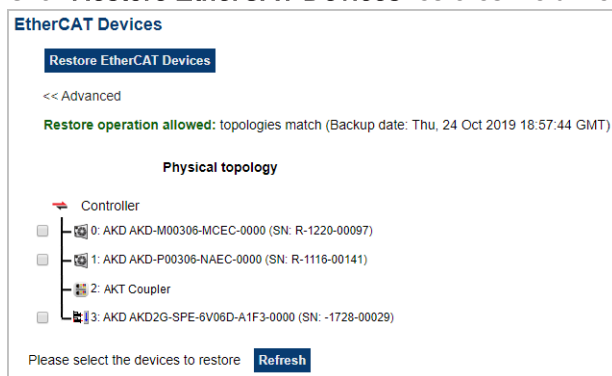 EtherCAT Devices
Restore EtherCAT Devices
<< Advanced
Restore operation allowed: topologies match (Backup date: Thu, 24 Oct 2019 18:57:44 GMT)
Physical topology
Controller
0: AKD AKD-M00306-MCEC-0000 (SN: R-1220-00097)
1: AKD AKD-P00306-NAEC-0000 (SN: R-1116-00141)
2: AKT Coupler
3: AKD AKD2G-SPE-6V06D-A1F3-0000 (SN: -1728-00029)
Please select the devices to restore Refresh